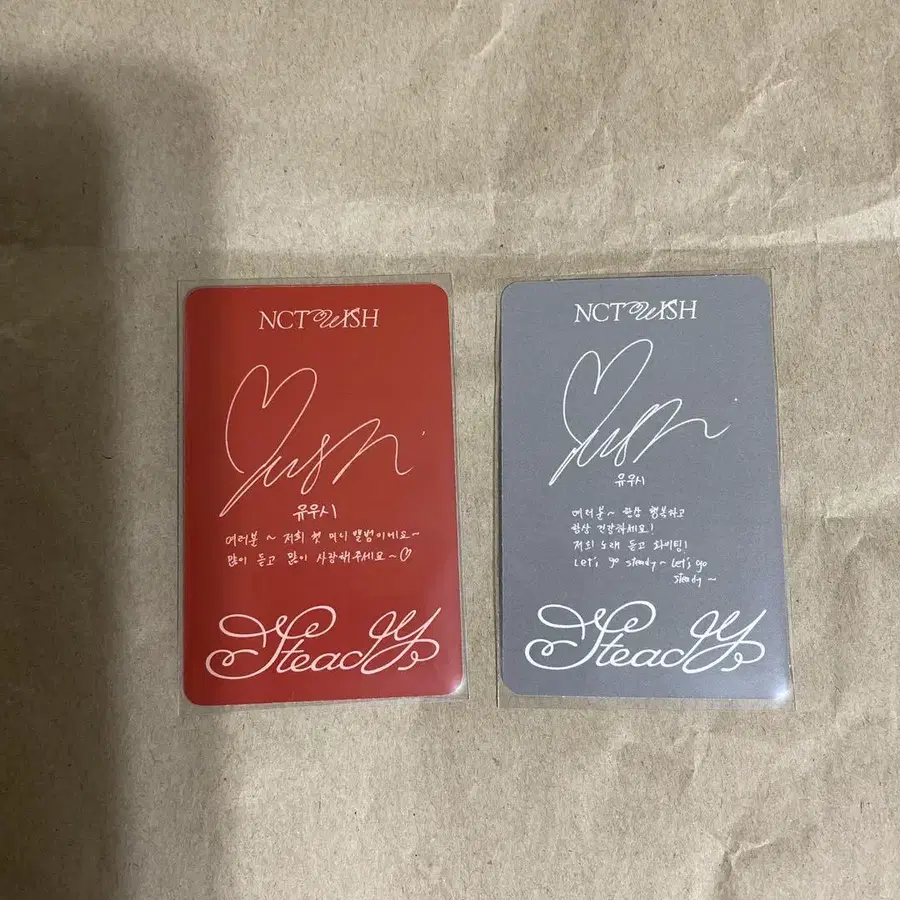 NCT WISH
Yushi
유우시
여러분 ~ 저희 첫 미니 앨범이에요~
많이 듣고 많이 사랑해주세요~♡
Steady
NCT WISH
Yushi
유우시
여러분~ 항상 행복하고
항상 건강하세요!
저희 노래 듣고 화이팅!
Let's go steady~ Let's go
steady~
Steady